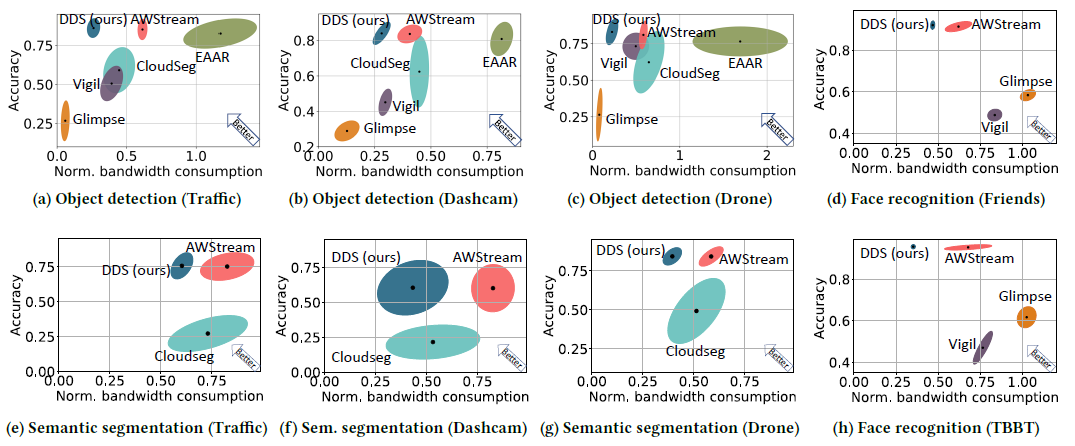 DDS (ours) AWStream
EAAR
CloudSeg
Vigil
Glimpse
Better
Accuracy
0.75
0.50
0.25
0.0 0.5 1.0
Norm. bandwidth consumption
(a) Object detection (Traffic)
DDS (ours)
AWStream
EAAR
CloudSeg
Vigil
Glimpse
Better
Accuracy
0.8
0.6
0.4
0.2
0.00 0.25 0.50 0.75
Norm. bandwidth consumption
(b) Object detection (Dashcam)
DDS (ours)
AWStream
Vigil
EAAR
CloudSeg
Glimpse
Better
Accuracy
0.75
0.50
0.25
0 1 2
Norm. bandwidth consumption
(c) Object detection (Drone)
DDS (ours)
AWStream
Glimpse
Vigil
Better
Accuracy
0.8
0.6
0.4
0.00 0.25 0.50 0.75 1.00
Norm. bandwidth consumption
(d) Face recognition (Friends)
AWStream
DDS (ours)
Cloudseg
Better
Accuracy
0.75
0.50
0.25
0.00
0.00 0.25 0.50 0.75
Norm. bandwidth consumption
(e) Semantic segmentation (Traffic)
DDS (ours)
AWStream
Cloudseg
Better
Accuracy
0.75
0.50
0.25
0.00
0.00 0.25 0.50 0.75
Norm. bandwidth consumption
(f) Sem. segmentation (Dashcam)
DDS (ours)
AWStream
Cloudseg
Better
Accuracy
0.75
0.50
0.25
0.00 0.25 0.50 0.75
Norm. bandwidth consumption
(g) Semantic segmentation (Drone)
DDS (ours)
AWStream
Glimpse
Vigil
Better
Accuracy
0.8
0.6
0.4
0.00 0.25 0.50 0.75 1.00
Norm. bandwidth consumption
(h) Face recognition (TBBT)